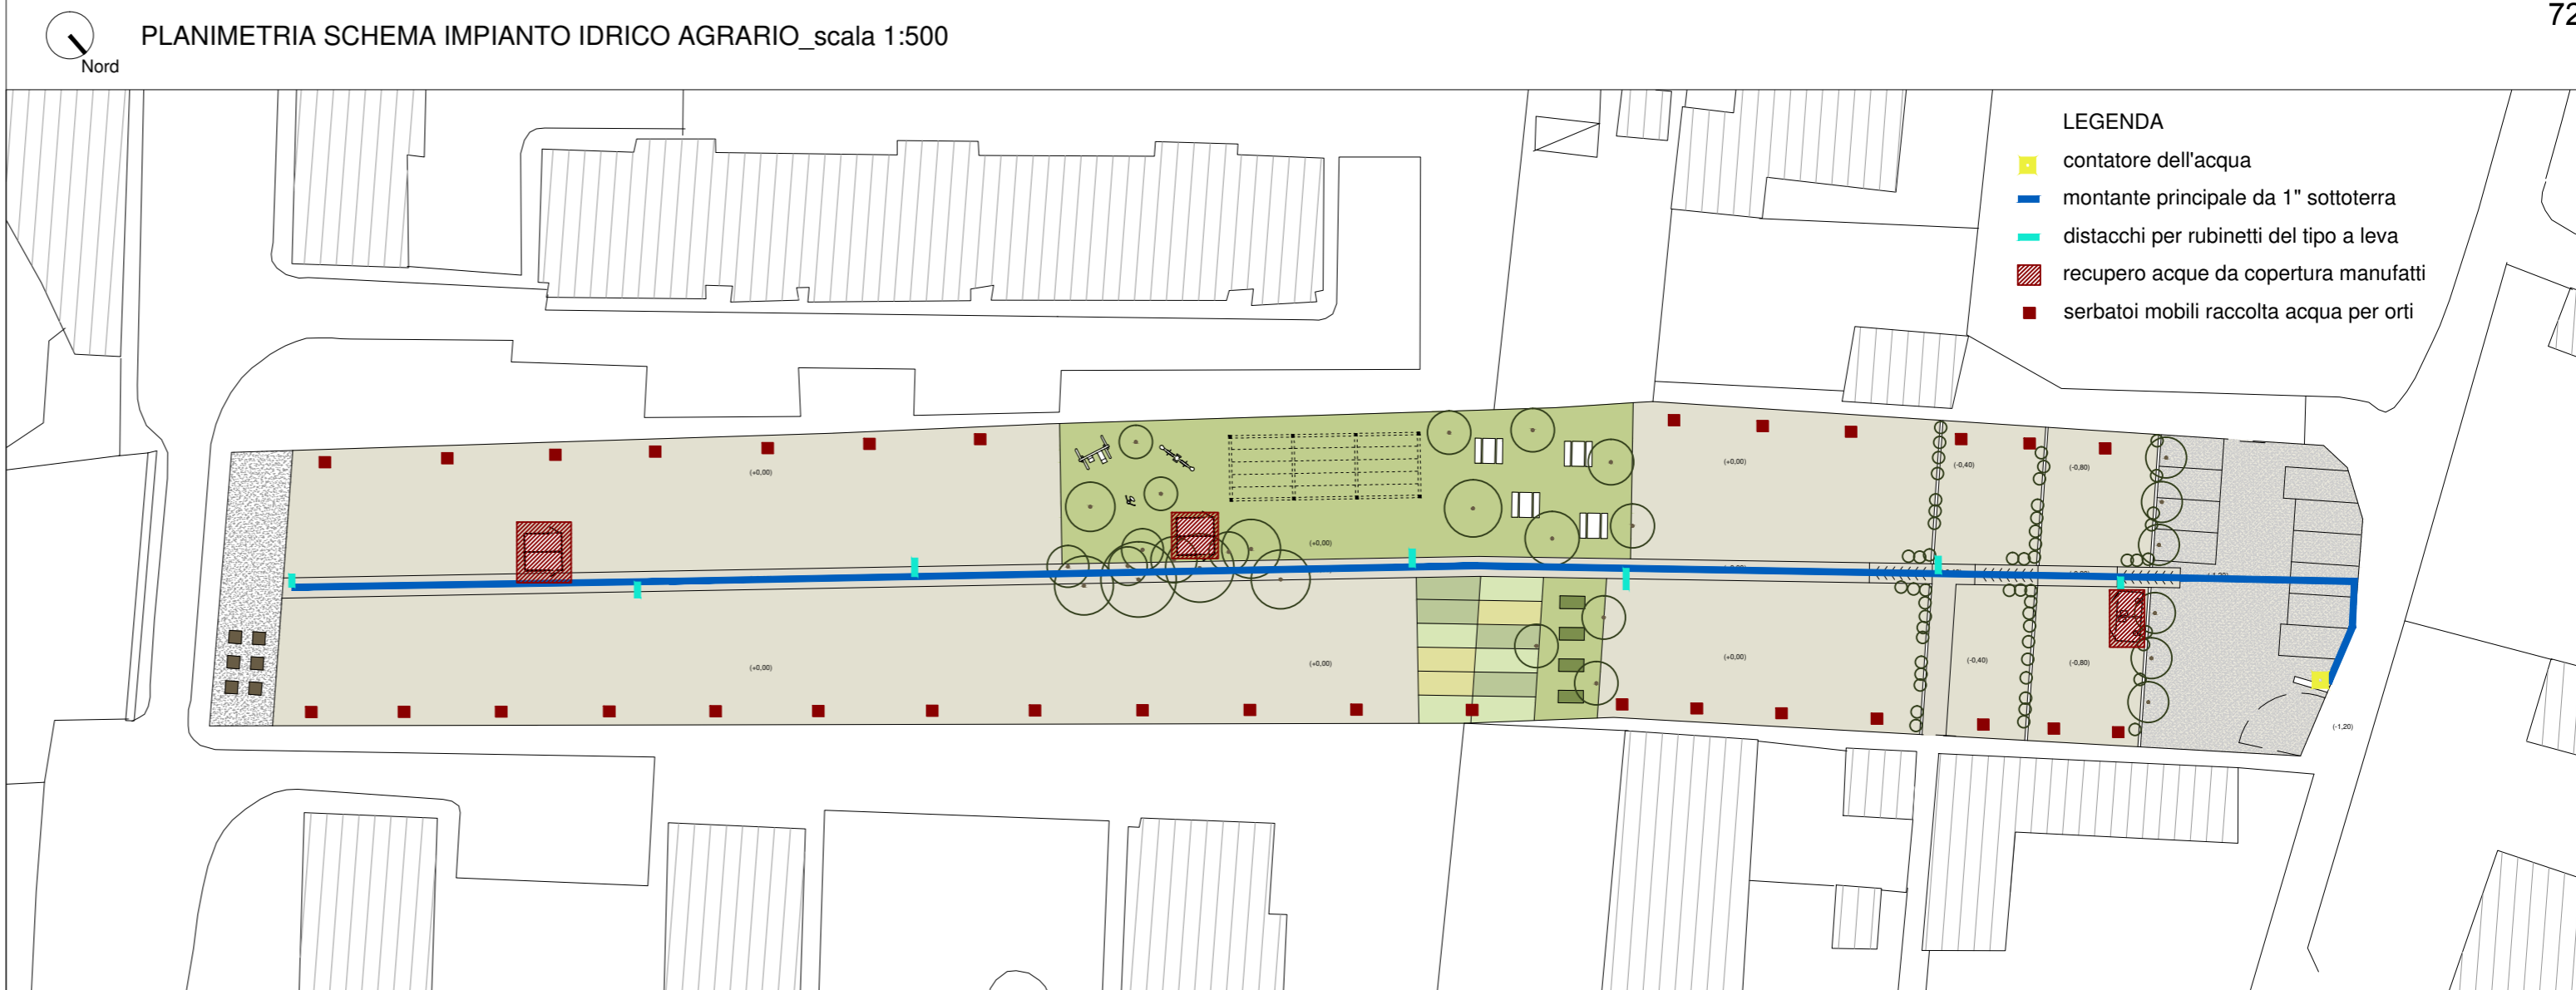 72
PLANIMETRIA SCHEMA IMPIANTO IDRICO AGRARIO_scala 1:500
Nord
LEGENDA
contatore dell'acqua
montante principale da 1" sottoterra
distacchi per rubinetti del tipo a leva
recupero acque da copertura manufatti
serbatoi mobili raccolta acqua per orti
(+0,00)
(+0,00)
(-0,40)
(-0,80)
(+0,00)
(+0,00)
(+0,00)
(+0,00)
(-0,40)
(-0,80)
(-1,20)